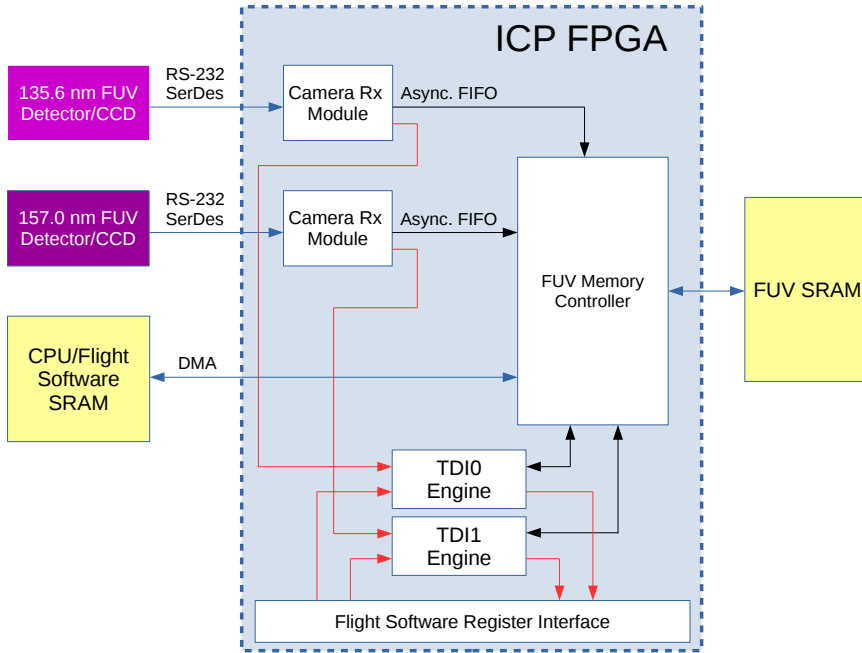 ICP FPGA
135.6 nm FUV
Detector/CCD
RS-232
SerDes
Camera Rx
Module
Async. FIFO
157.0 nm FUV
Detector/CCD
RS-232
SerDes
Camera Rx
Module
Async. FIFO
FUV Memory
Controller
FUV SRAM
CPU/Flight
Software
SRAM
DMA
TDI0
Engine
TDI1
Engine
Flight Software Register Interface